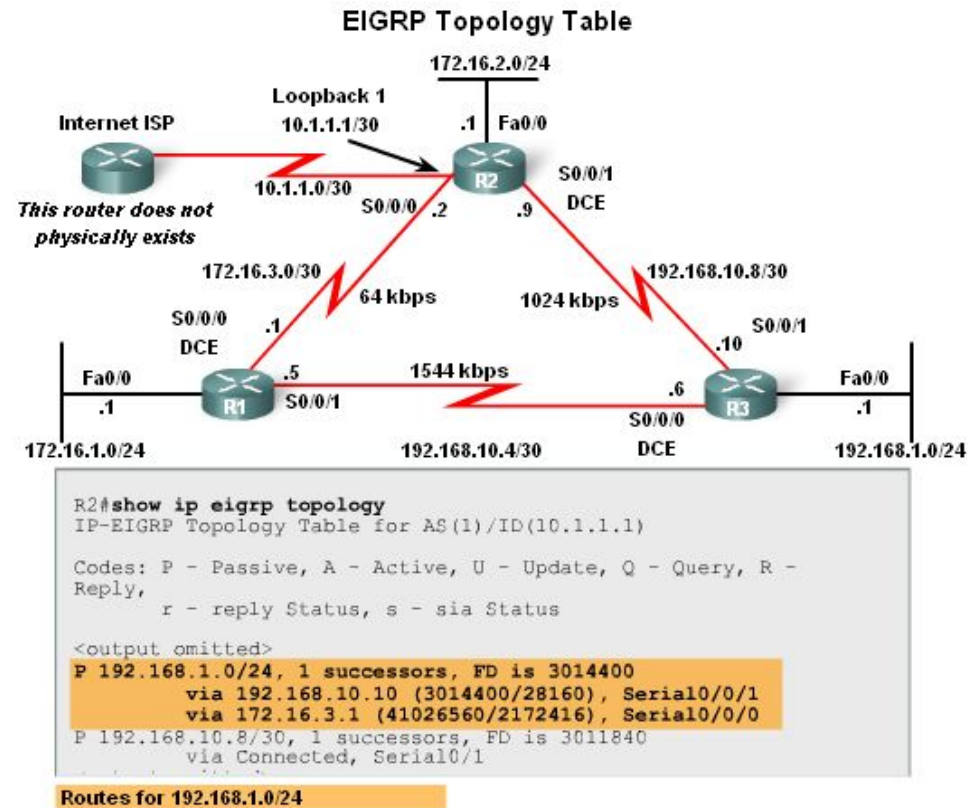 EIGRP Topology Table
172.16.2.0/24
Loopback 1
10.1.1.1/30
Internet ISP
.1
Fa0/0
R2
S0/0/1
DCE
10.1.1.0/30
S0/0/0
.2
.9
This router does not
physically exists
172.16.3.0/30
192.168.10.8/30
64 kbps
1024 kbps
S0/0/0
DCE
.1
S0/0/1
.10
Fa0/0
.1
R1
.5
S0/0/1
1544 kbps
.6
R3
Fa0/0
.1
S0/0/0
DCE
172.16.1.0/24
192.168.10.4/30
192.168.1.0/24
R2#show ip eigrp topology
IP-EIGRP Topology Table for AS(1)/ID(10.1.1.1)
Codes: P - Passive, A - Active, U - Update, Q - Query, R -
Reply,
r - reply Status, s - sia Status
<output omitted>
P 192.168.1.0/24, 1 successors, FD is 3014400
via 192.168.10.10 (3014400/28160), Serial0/0/1
via 172.16.3.1 (41026560/2172416), Serial0/0/0
P 192.168.10.8/30, 1 successors, FD is 3011840
via Connected, Serial0/1
Routes for 192.168.1.0/24